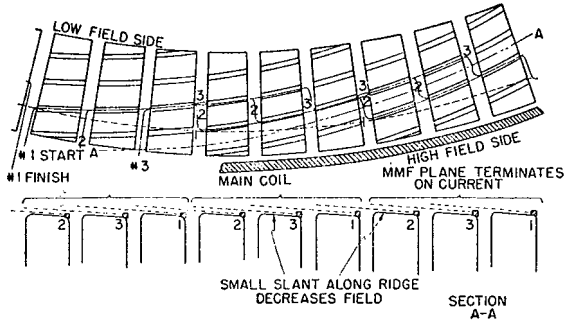 LOW FIELD SIDE
A
3
3
3
2
2
3
3
2
2
2
1
#1 START A
#3
#1 FINISH
MAIN COIL
HIGH FIELD SIDE
MMF PLANE TERMINATES
ON CURRENT
2
3
1
2
3
1
2
3
1
SMALL SLANT ALONG RIDGE
DECREASES FIELD
SECTION
A-A